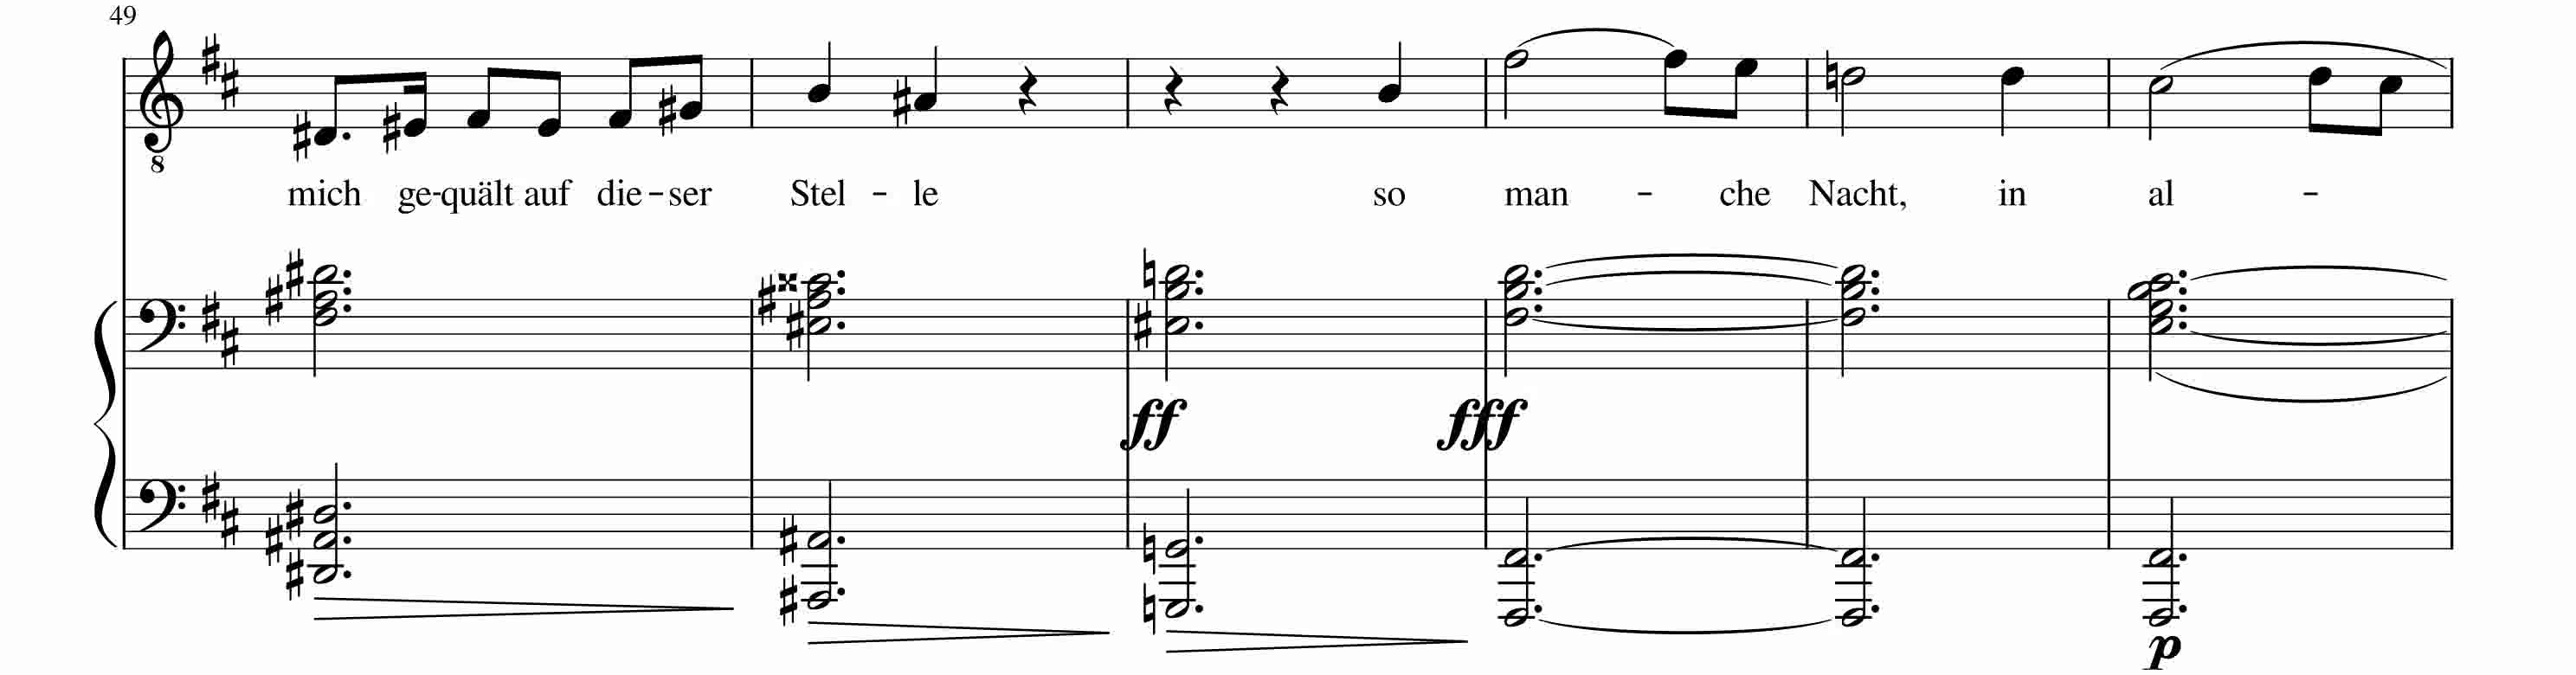 49
8
mich ge-quält auf die-ser Stel - le so man - che Nacht, in al -
ff fff
p